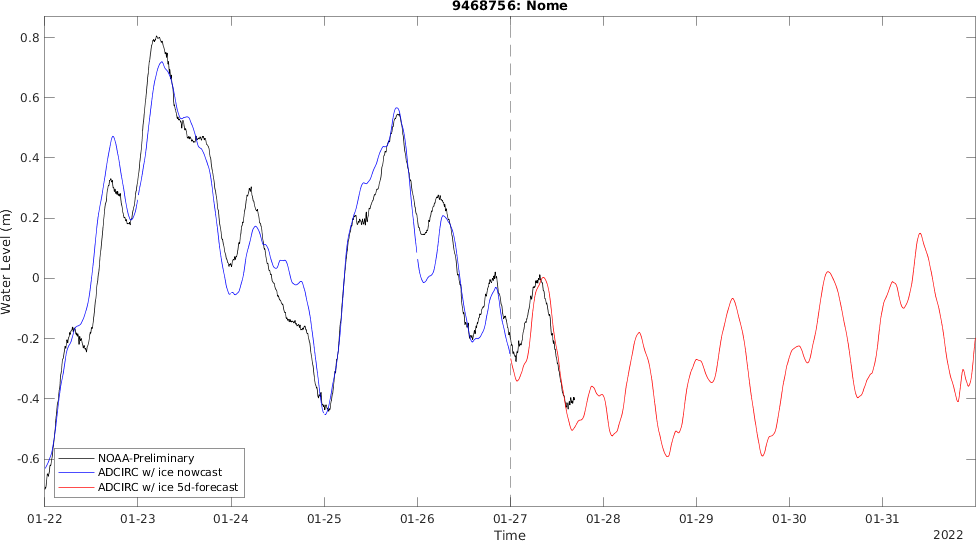 9468756: Nome
0.8
0.6
0.4
0.2
0
-0.2
-0.4
-0.6
Water Level (m)
NOAA-Preliminary
ADCIRC w/ ice nowcast
ADCIRC w/ ice 5d-forecast
01-22 01-23 01-24 01-25 01-26 01-27 01-28 01-29 01-30 01-31
Time
2022